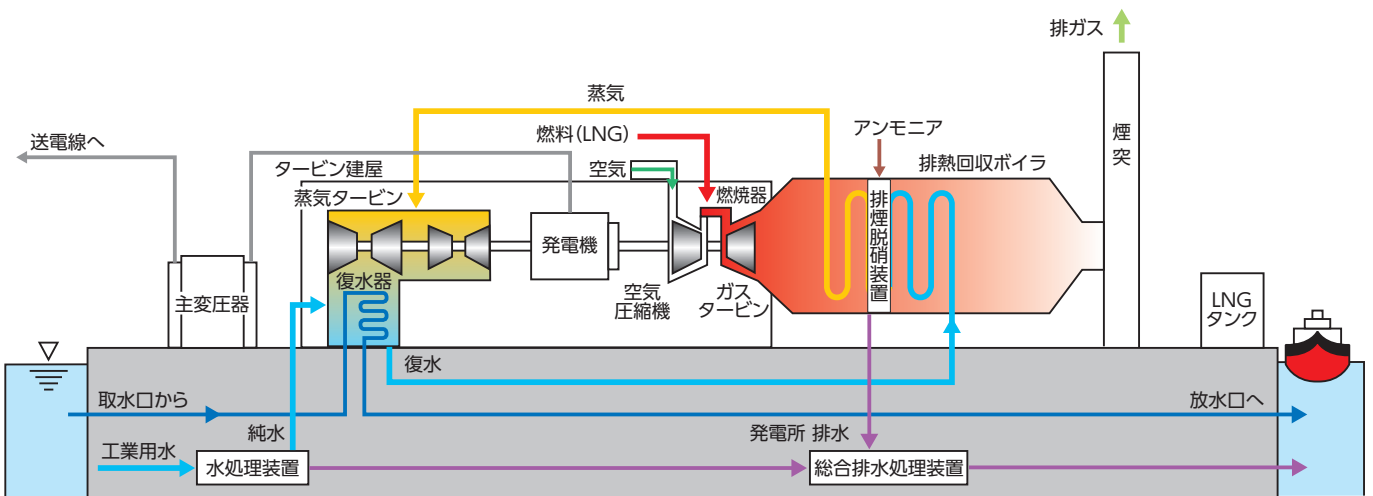 排ガス
蒸気
燃料(LNG)
アンモニア
煙突
送電線へ
タービン建屋
空気
排熱回収ボイラ
蒸気タービン
燃焼器
排煙脱硝装置
発電機
復水器
主変圧器
空気
圧縮機
ガス
タービン
LNG
タンク
復水
取水口から
放水口へ
純水
発電所 排水
工業用水
水処理装置
総合排水処理装置